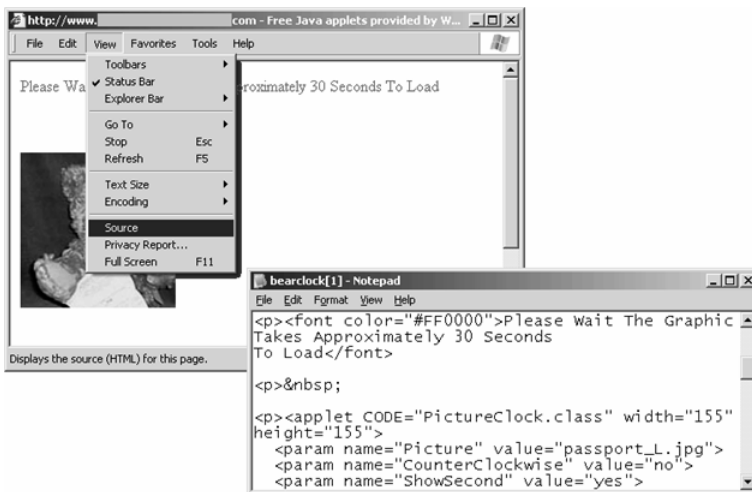 http://www. com - Free Java applets provided by W...
File Edit View Favorites Tools Help
Toolbars
Please Wa roximately 30 Seconds To Load
Status Bar
Explorer Bar
Go To
Stop Esc
Refresh F5
Text Size
Encoding
Source
Privacy Report...
Full Screen F11
Displays the source (HTML) for this page.
bearclock[1] - Notepad
File Edit Format View Help
<p><font color="#FF0000">Please Wait The Graphic
Takes Approximately 30 Seconds
To Load</font>
<p>&nbsp;
<p><applet CODE="PictureClock.class" width="155"
height="155">
<param name="Picture" value="passport_L.jpg">
<param name="CounterClockwise" value="no">
<param name="ShowSecond" value="yes">